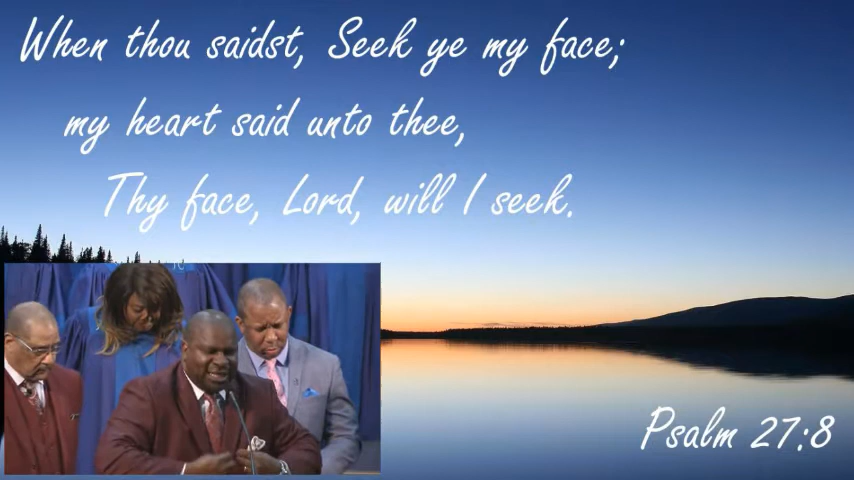 When thou saidst, Seek ye my face;
my heart said unto thee,
Thy face, Lord, will I seek.
Psalm 27:8